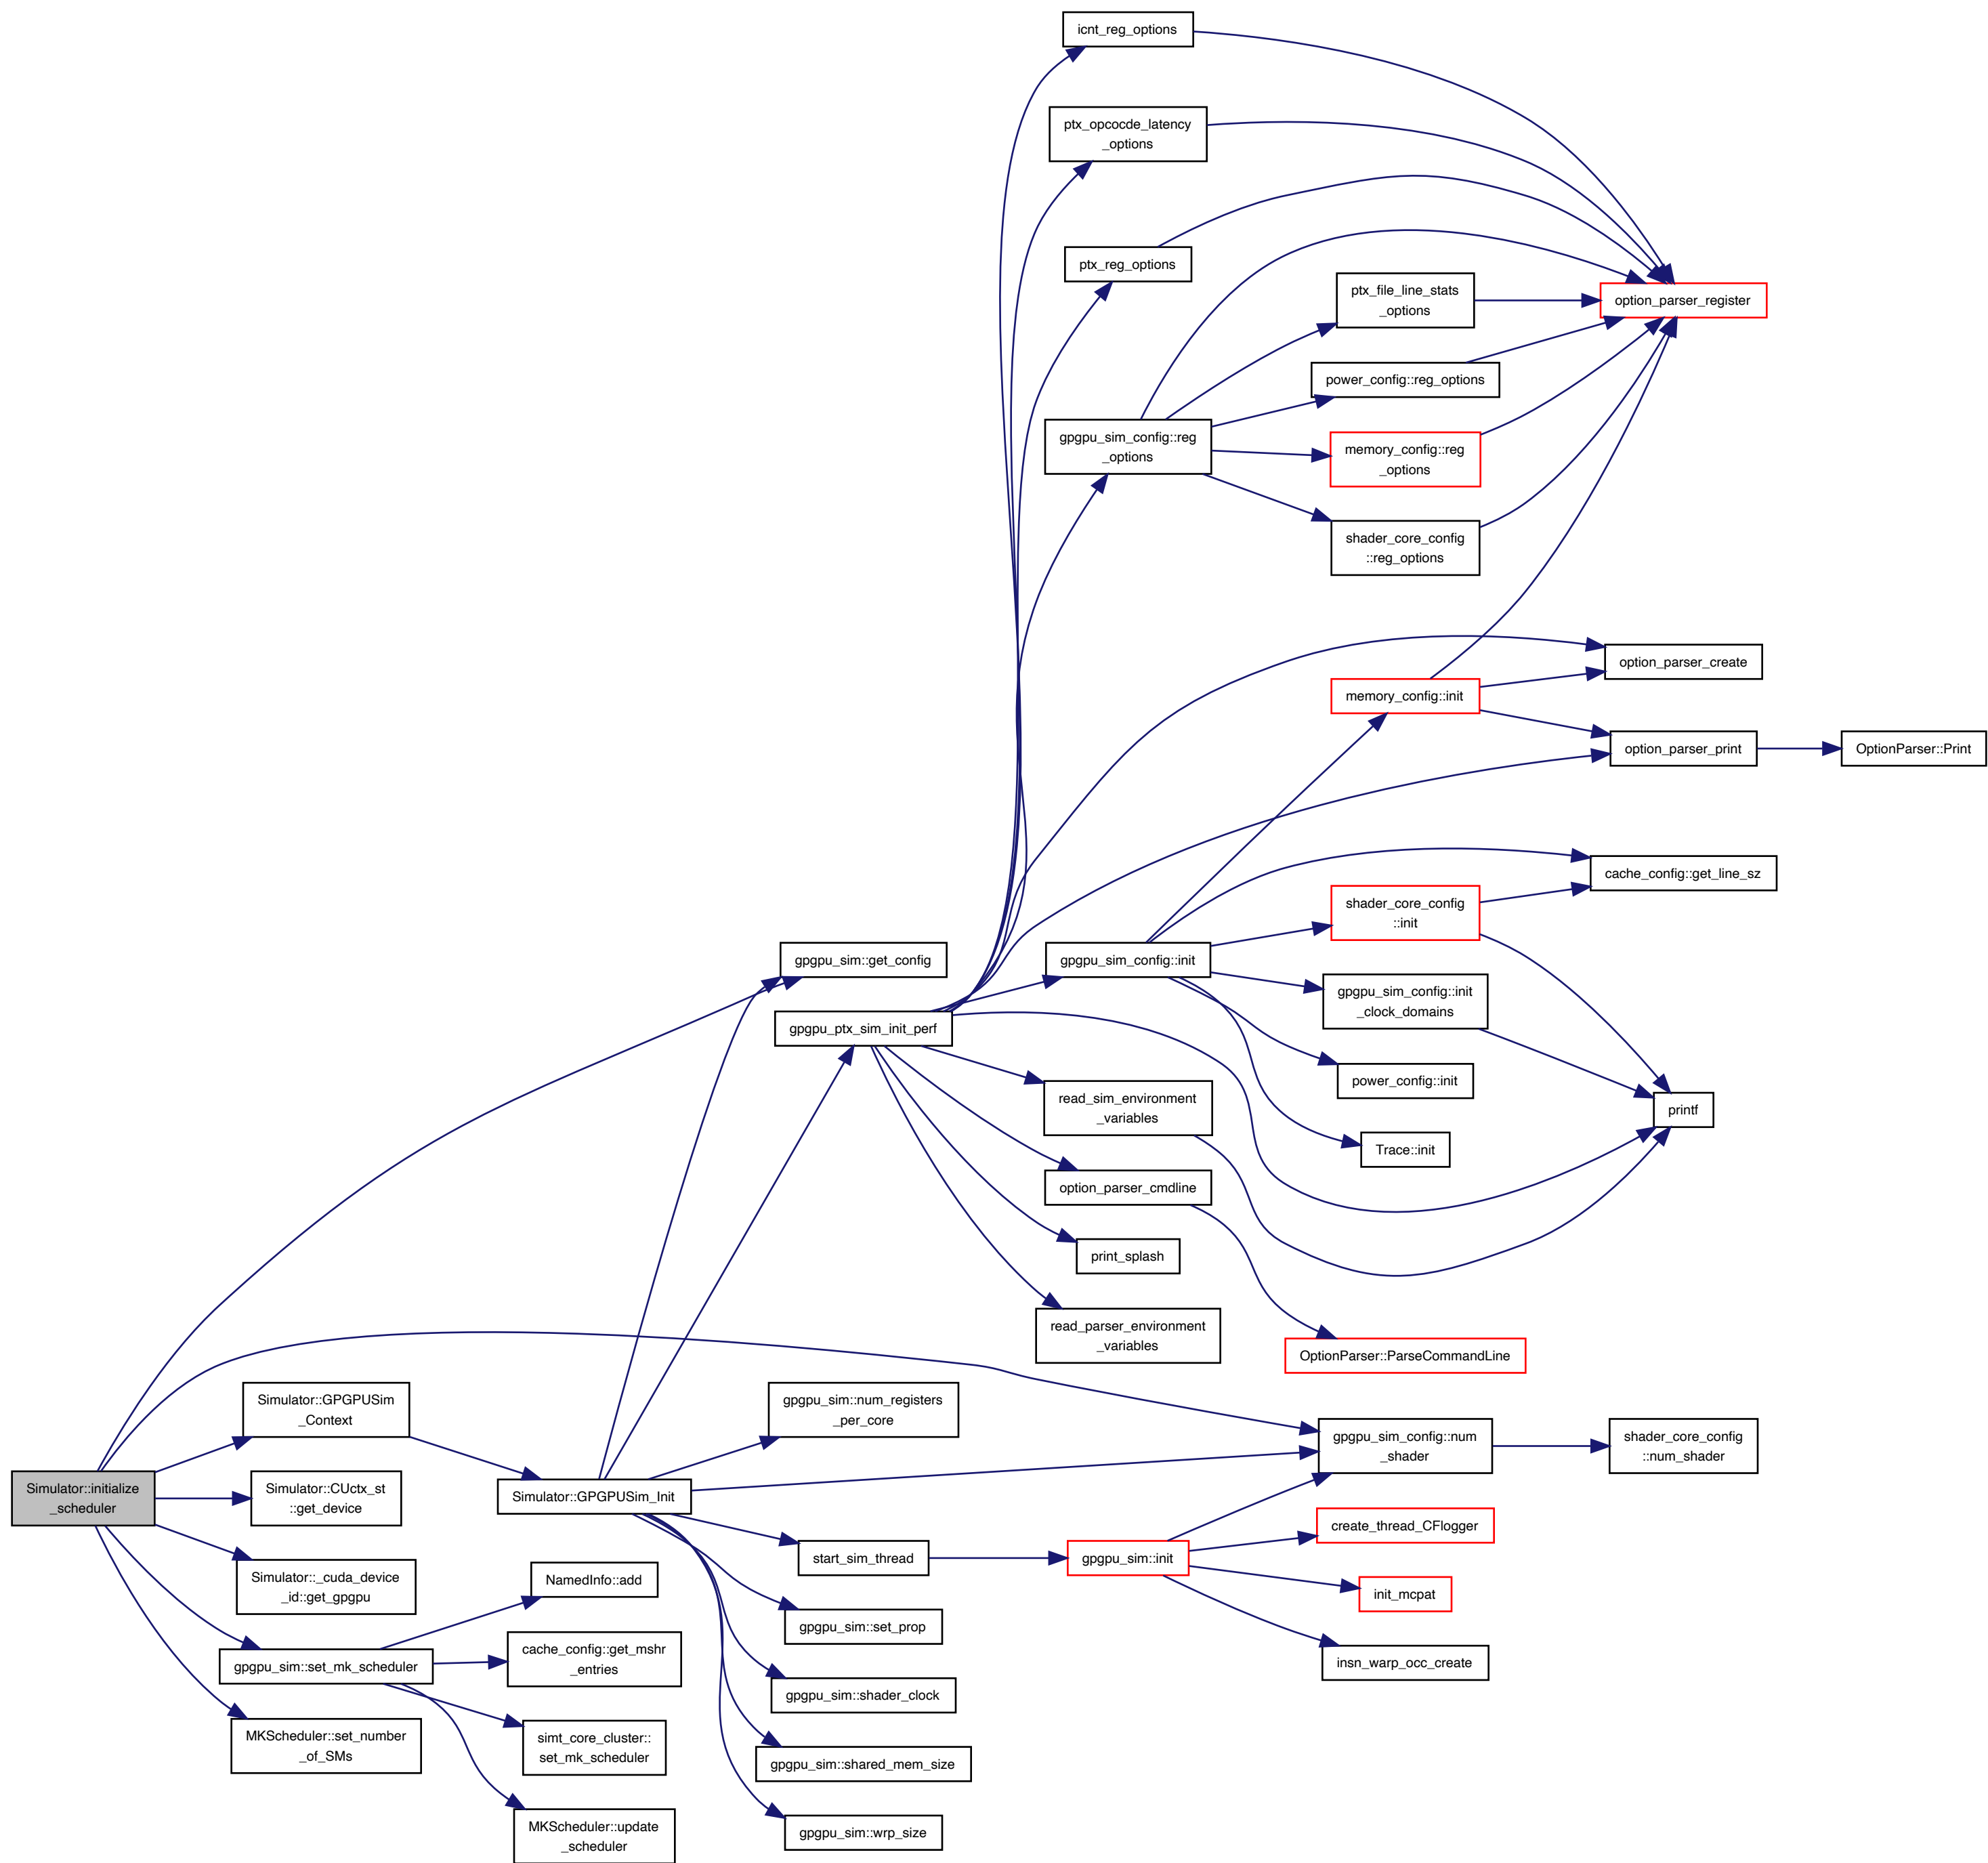 icnt_reg_options
ptx_opcocde_latency
_options
ptx_reg_options
ptx_file_line_stats
_options
option_parser_register
power_config::reg_options
gpgpu_sim_config::reg
_options
memory_config::reg
_options
shader_core_config
::reg_options
option_parser_create
memory_config::init
option_parser_print
OptionParser::Print
cache_config::get_line_sz
shader_core_config
::init
gpgpu_sim::get_config
gpgpu_sim_config::init
gpgpu_sim_config::init
_clock_domains
gpgpu_ptx_sim_init_perf
power_config::init
read_sim_environment
_variables
printf
Trace::init
option_parser_cmdline
print_splash
read_parser_environment
_variables
OptionParser::ParseCommandLine
Simulator::GPGPUSim
_Context
gpgpu_sim::num_registers
_per_core
gpgpu_sim_config::num
_shader
shader_core_config
::num_shader
Simulator::initialize
_scheduler
Simulator::CUctx_st
::get_device
Simulator::GPGPUSim_Init
create_thread_CFlogger
start_sim_thread
gpgpu_sim::init
Simulator::_cuda_device
_id::get_gpgpu
NamedInfo::add
init_mcpat
gpgpu_sim::set_prop
gpgpu_sim::set_mk_scheduler
cache_config::get_mshr
_entries
insn_warp_occ_create
gpgpu_sim::shader_clock
MKScheduler::set_number
_of_SMs
simt_core_cluster::
set_mk_scheduler
gpgpu_sim::shared_mem_size
MKScheduler::update
_scheduler
gpgpu_sim::wrp_size